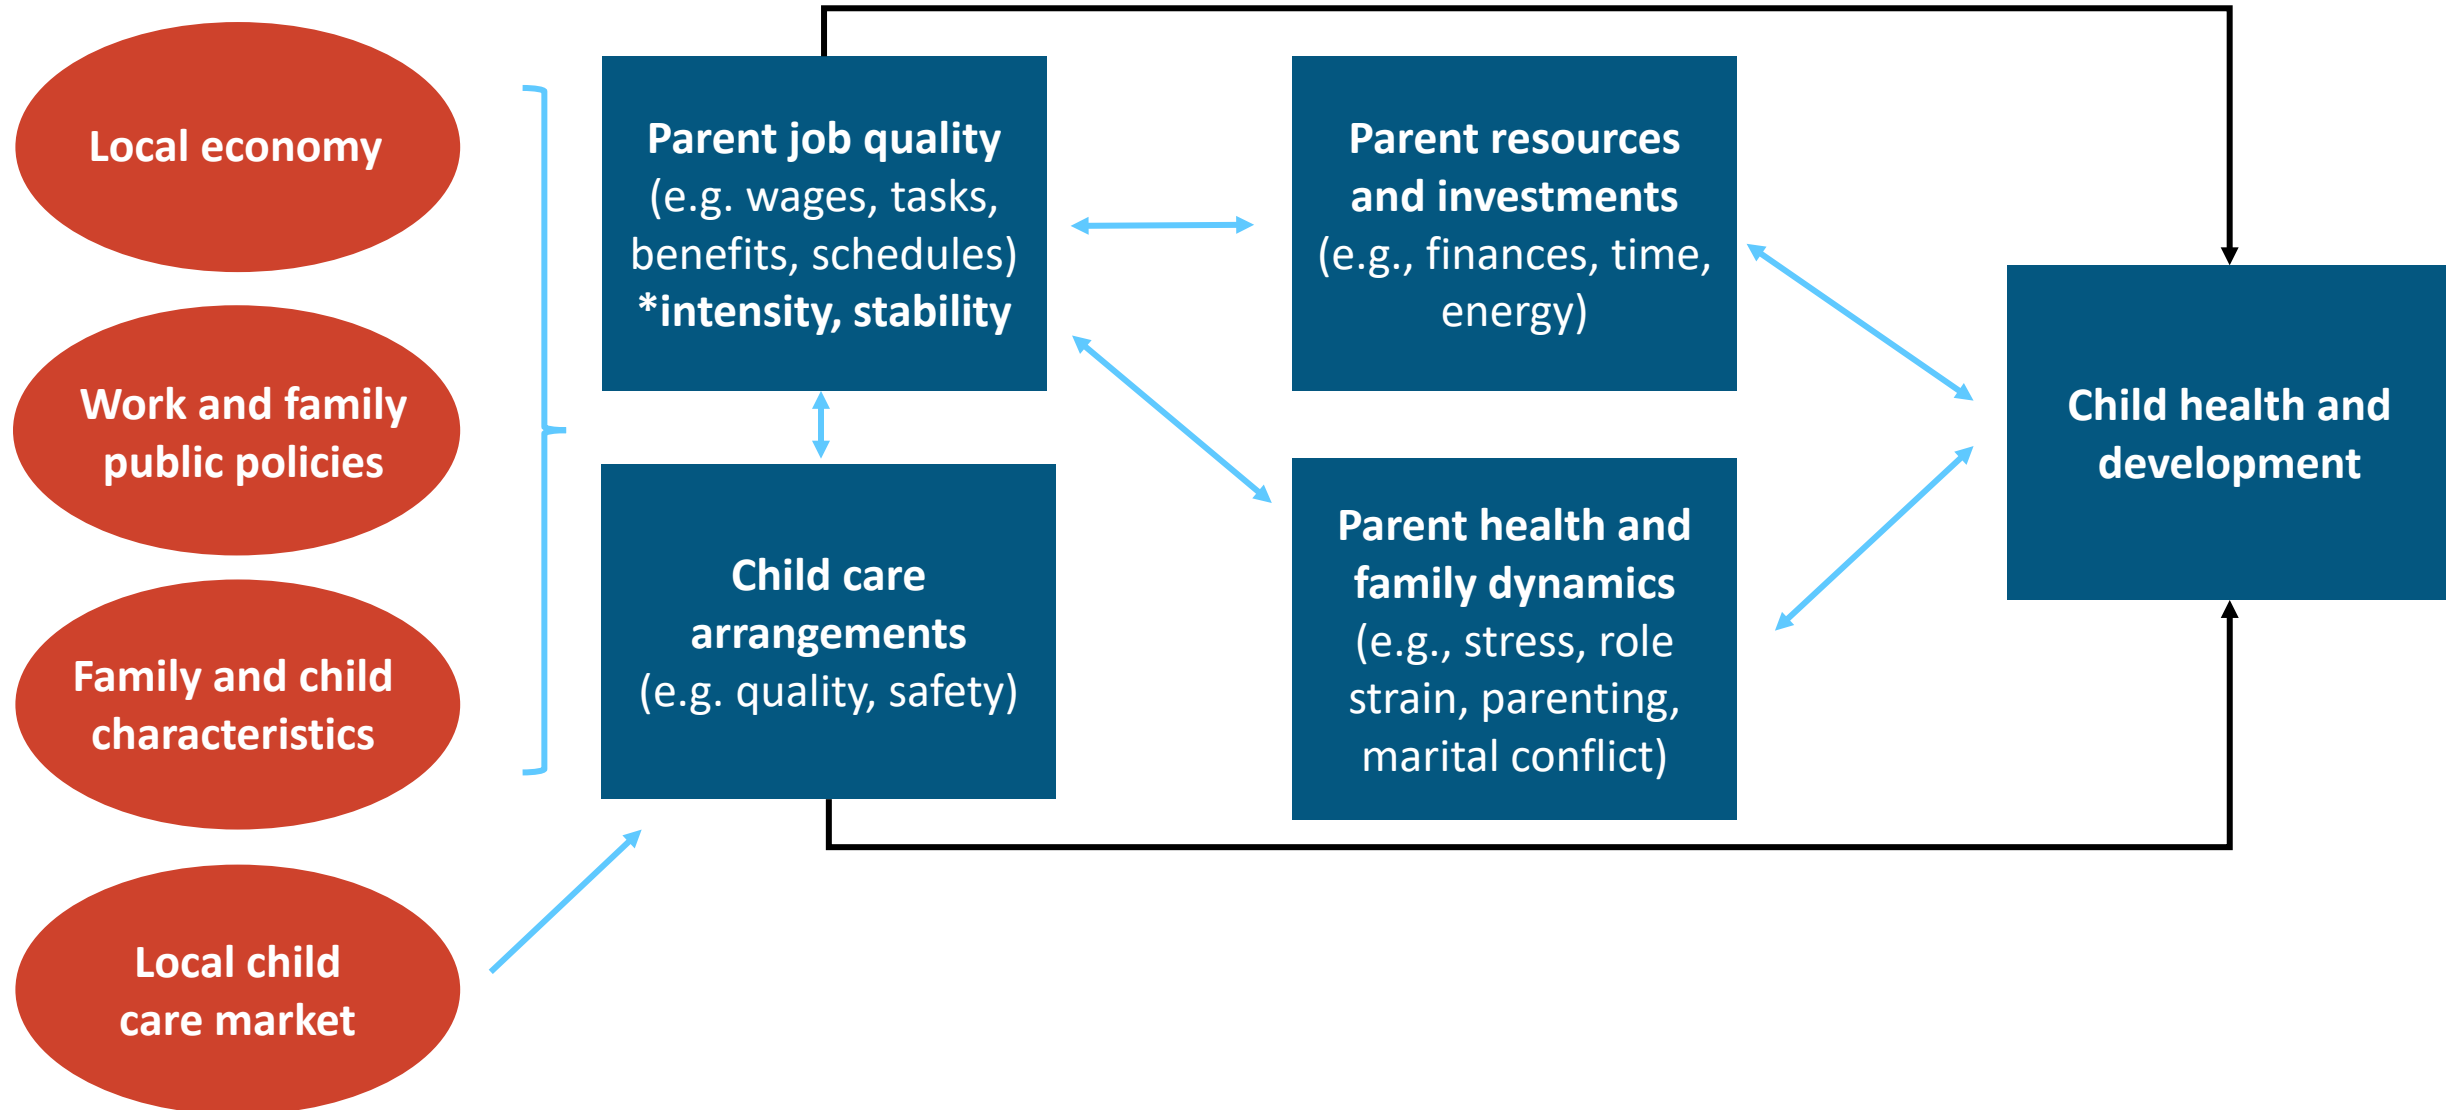 Local economy
Work and family
public policies
Family and child
characteristics
Local child
care market
Parent job quality
(e.g. wages, tasks,
benefits, schedules)
*intensity, stability
Child care
arrangements
(e.g. quality, safety)
Parent resources
and investments
(e.g., finances, time,
energy)
Parent health and
family dynamics
(e.g., stress, role
strain, parenting,
marital conflict)
Child health and
development